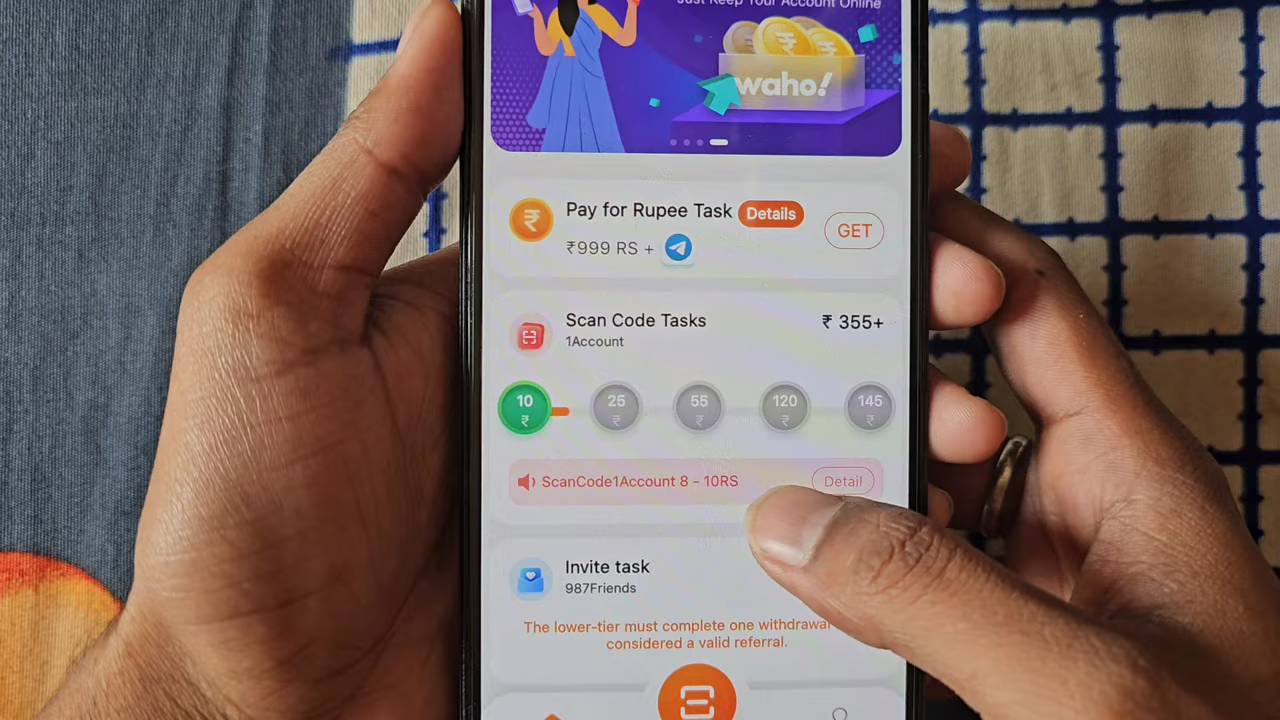 Just Keep Your Account Online
waho!
Pay for Rupee Task Details
₹999 RS +
GET
Scan Code Tasks
₹ 355+
1Account
10
₹
25
₹
55
₹
120
₹
145
₹
ScanCode1Account 8 - 10RS
Detail
Invite task
987Friends
The lower-tier must complete one withdrawal
considered a valid referral.